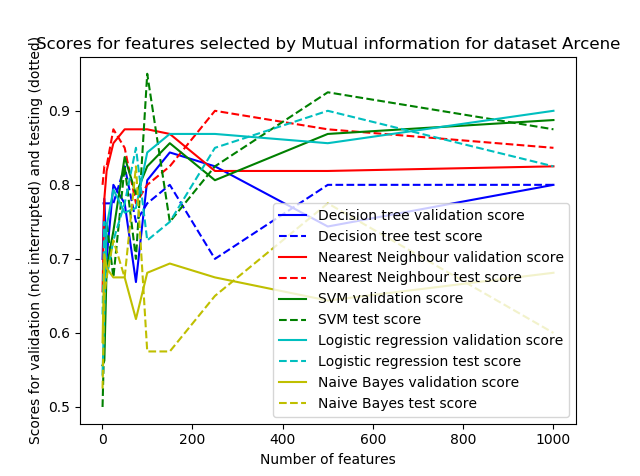 Scores for features selected by Mutual information for dataset Arcene
Scores for validation (not interrupted) and testing (dotted)
0.9
0.8
0.7
0.6
0.5
Decision tree validation score
Decision tree test score
Nearest Neighbour validation score
Nearest Neighbour test score
SVM validation score
SVM test score
Logistic regression validation score
Logistic regression test score
Naive Bayes validation score
Naive Bayes test score
0 200 400 600 800 1000
Number of features